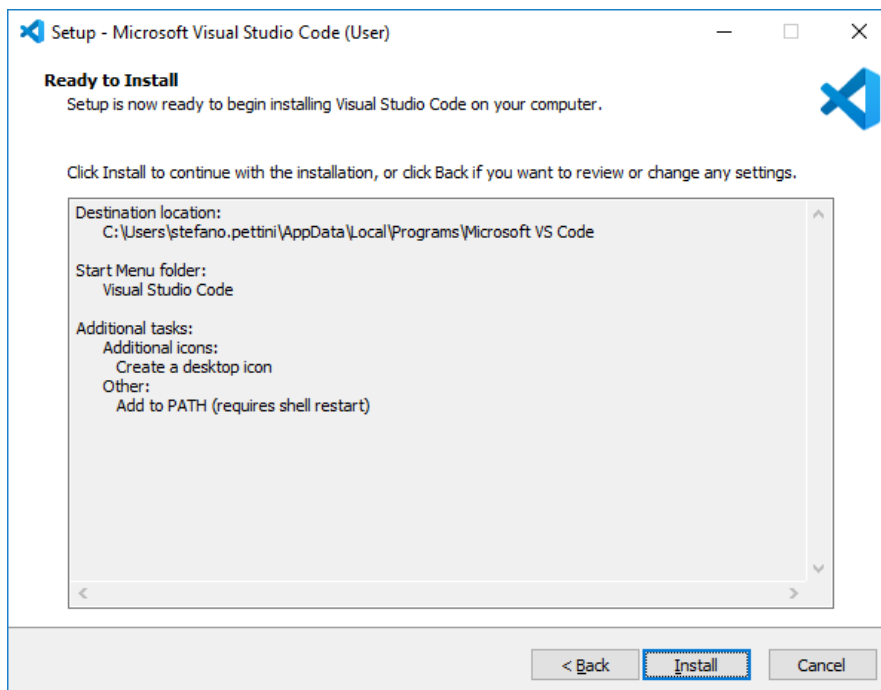 Setup - Microsoft Visual Studio Code (User)
Ready to Install
Setup is now ready to begin installing Visual Studio Code on your computer.
Click Install to continue with the installation, or click Back if you want to review or change any settings.
Destination location:
C:\Users\stefano.pettini\AppData\Local\Programs\Microsoft VS Code
Start Menu folder:
Visual Studio Code
Additional tasks:
Additional icons:
Create a desktop icon
Other:
Add to PATH (requires shell restart)
< Back Install Cancel